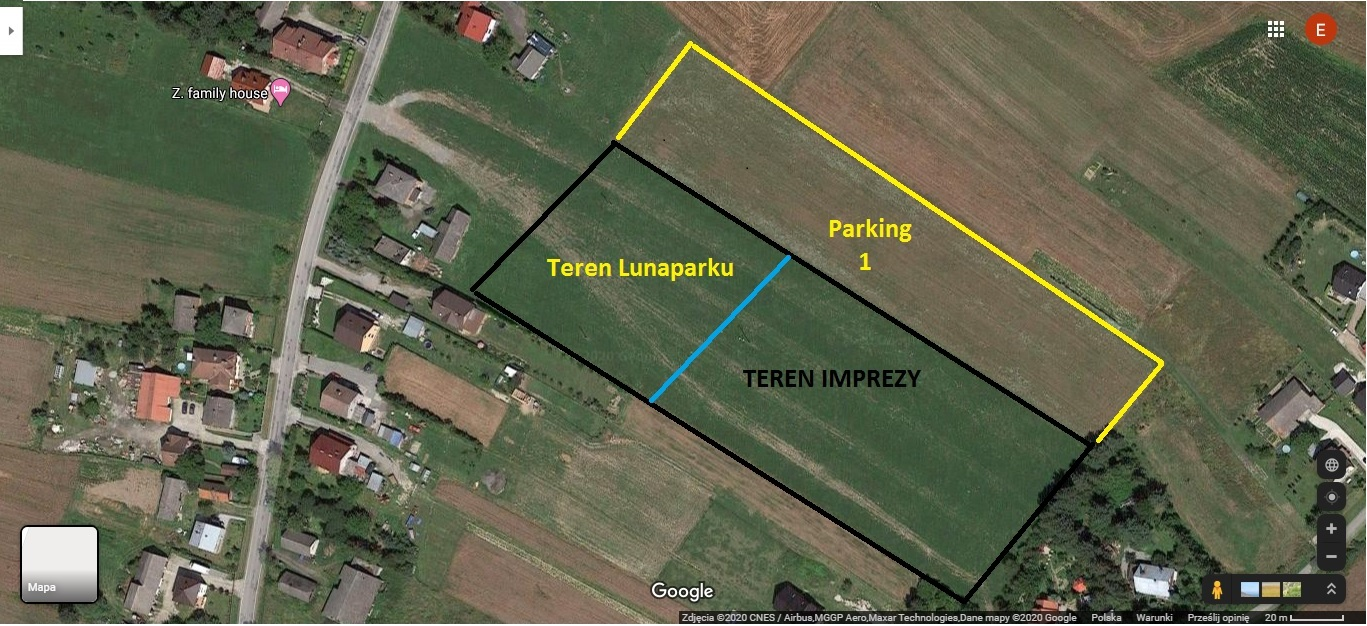 E
Z. family house
Parking
1
Teren Lunaparku
TEREN IMPREZY
Mapa
Google
Zdjęcia ©2020 CNES / Airbus,MGGP Aero,Maxar Technologies,Dane mapy ©2020 Google Polska Warunki Prześlij opinię 20 m